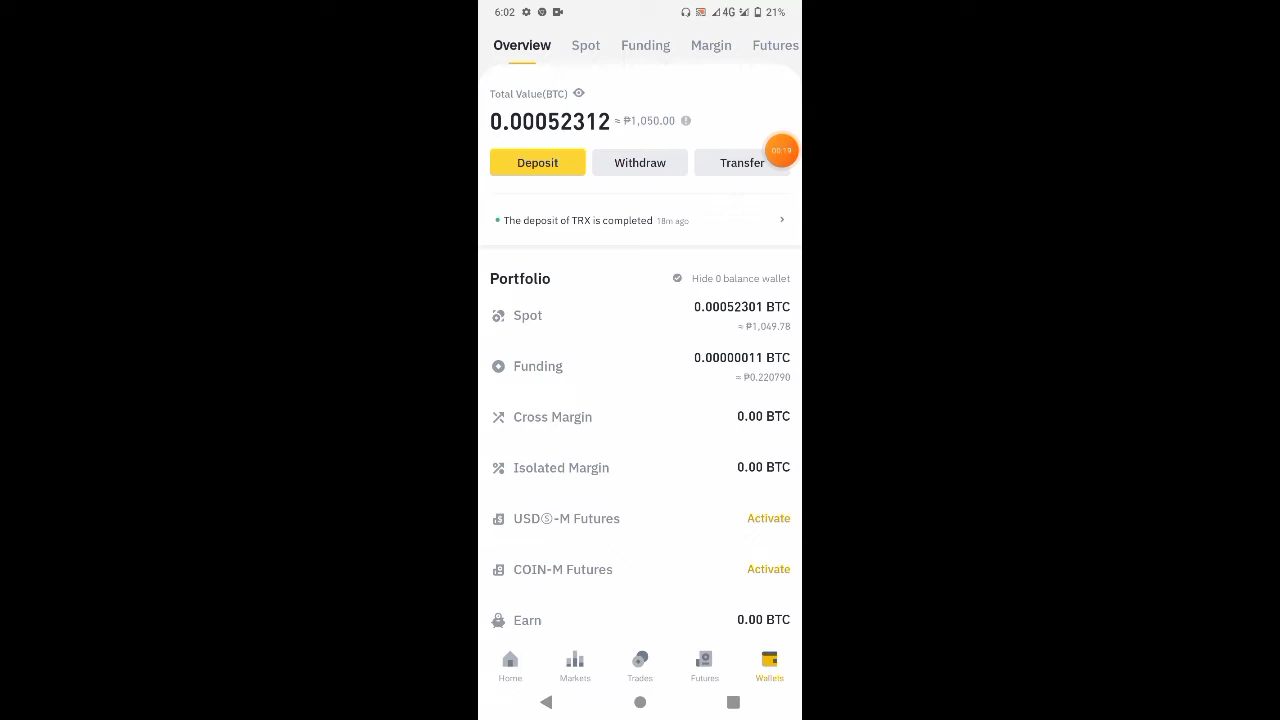 6:02 4G 21%
Overview Spot Funding Margin Futures
Total Value(BTC)
0.00052312 ≈ ₱1,050.00
Deposit Withdraw Transfer 00:19
The deposit of TRX is completed 18m ago
Portfolio Hide 0 balance wallet
Spot 0.00052301 BTC
≈ ₱1,049.78
Funding 0.00000011 BTC
≈ ₱0.220790
Cross Margin 0.00 BTC
Isolated Margin 0.00 BTC
USDⓈ-M Futures Activate
COIN-M Futures Activate
Earn 0.00 BTC
Home Markets Trades Futures Wallets